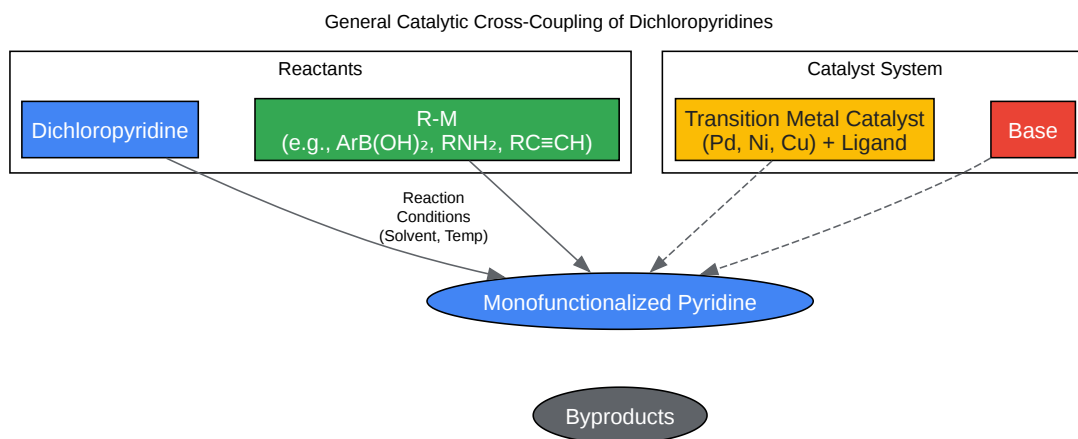 General Catalytic Cross-Coupling of Dichloropyridines
Reactants
Catalyst System
Dichloropyridine
R-M
(e.g., ArB(OH)₂, RNH₂, RC≡CH)
Transition Metal Catalyst
(Pd, Ni, Cu) + Ligand
Base
Reaction
Conditions
(Solvent, Temp)
Monofunctionalized Pyridine
Byproducts